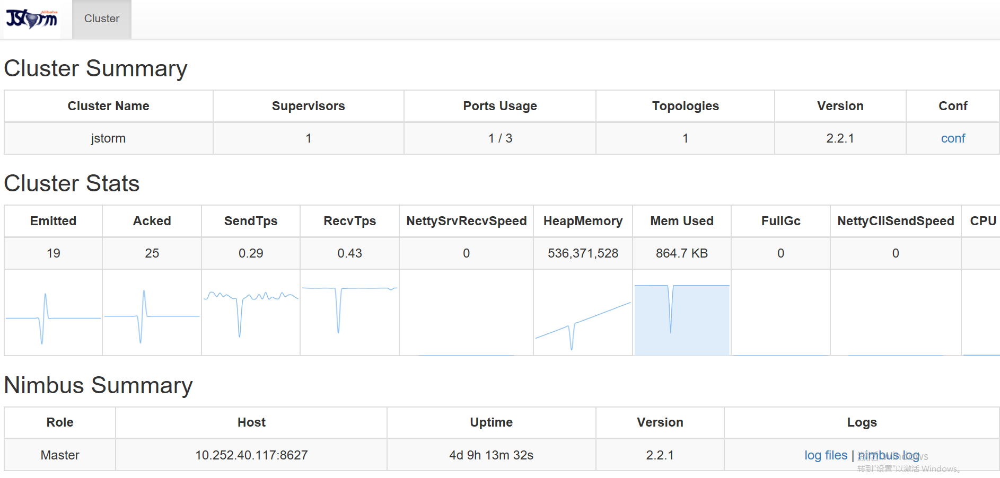 Alibaba
JStorm
Cluster
Cluster Summary
Cluster Name Supervisors Ports Usage Topologies Version Conf
jstorm 1 1 / 3 1 2.2.1 conf
Cluster Stats
Emitted Acked SendTps RecvTps NettySrvRecvSpeed HeapMemory Mem Used FullGc NettyCliSendSpeed CPU
19 25 0.29 0.43 0 536,371,528 864.7 KB 0 0
Nimbus Summary
Role Host Uptime Version Logs
Master 10.252.40.117:8627 4d 9h 13m 32s 2.2.1 log files | nimbus log
激活 Windows
转到“设置”以激活 Windows。